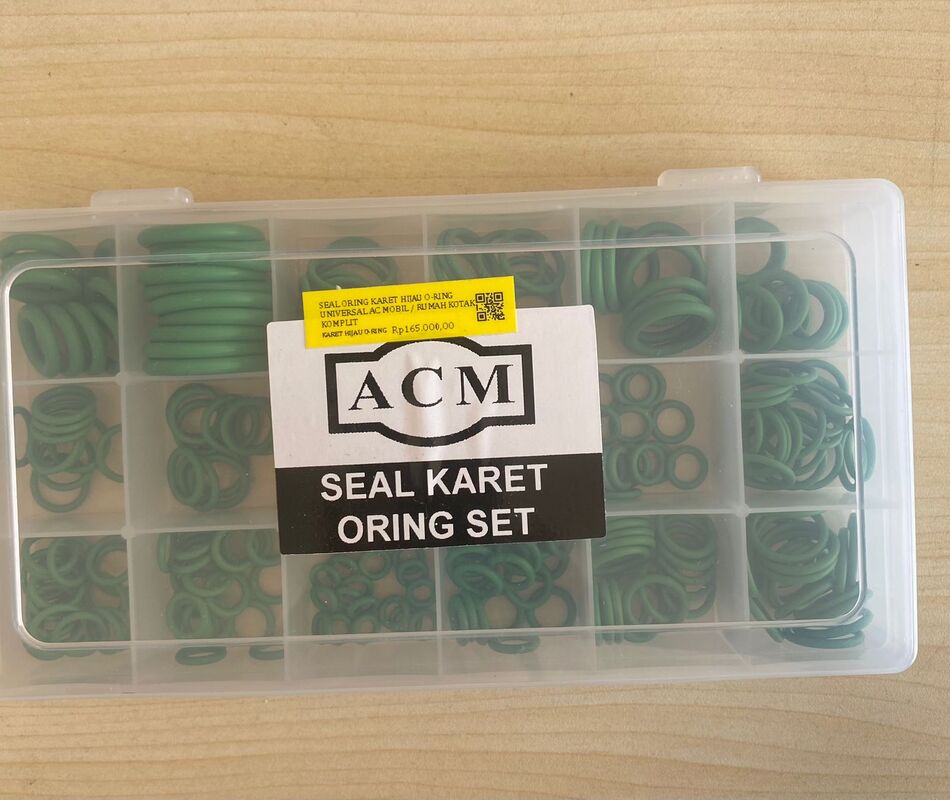 SEAL ORING KARET HIJAU O-RING
UNIVERSAL AC MOBIL / RUMAH KOTAK
KOMPLIT
KARET HIJAU O-RING Rp165.000,00
ACM
SEAL KARET
ORING SET